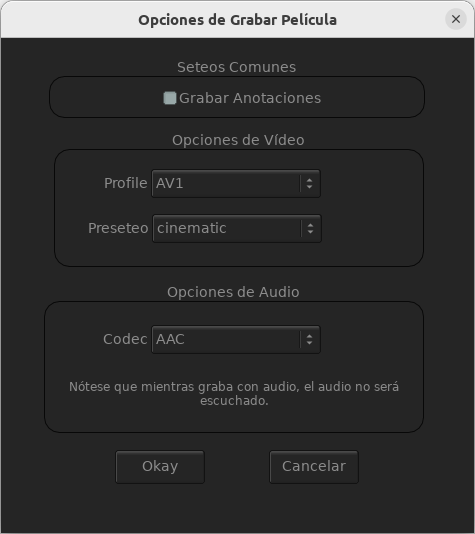 Opciones de Grabar Película
Seteos Comunes
Grabar Anotaciones
Opciones de Vídeo
Profile AV1
Preseteo cinematic
Opciones de Audio
Codec AAC
Nótese que mientras graba con audio, el audio no será
escuchado.
Okay Cancelar